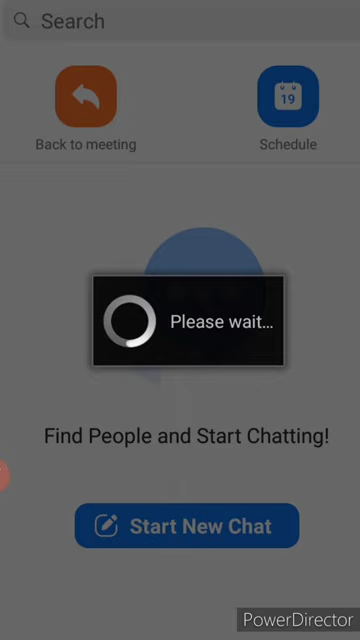 Search
Back to meeting
19
Schedule
Please wait...
Find People and Start Chatting!
Start New Chat
PowerDirector